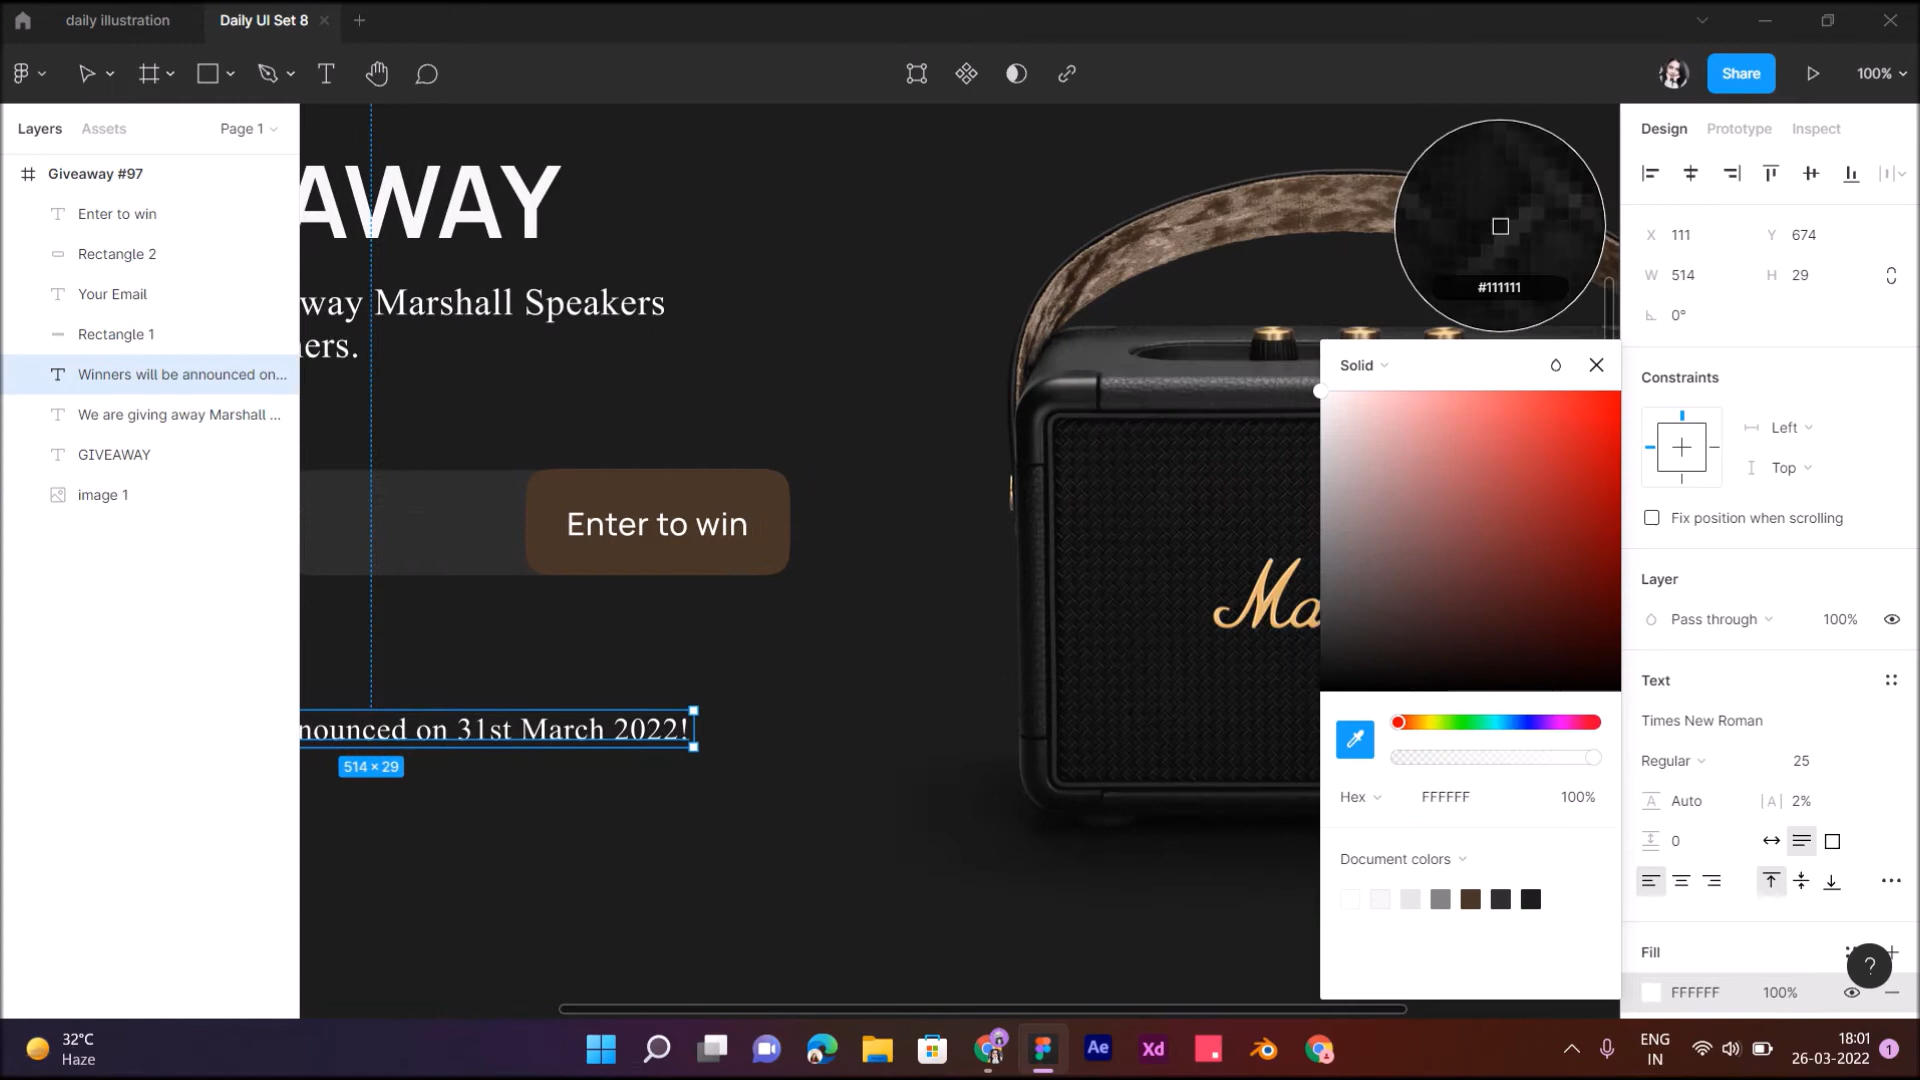 daily illustration
Daily UI Set 8
Share
100%
Layers
Assets
Page 1
Giveaway #97
Enter to win
Rectangle 2
Your Email
Rectangle 1
Winners will be announced on...
We are giving away Marshall ...
GIVEAWAY
image 1
AWAY
way Marshall Speakers
ners.
Enter to win
nounced on 31st March 2022!
514 × 29
Ma
#111111
Solid
Hex
FFFFFF
100%
Document colors
Design
Prototype
Inspect
X 111
Y 674
W 514
H 29
0°
Constraints
Left
Top
Fix position when scrolling
Layer
Pass through
100%
Text
Times New Roman
Regular
25
Auto
|A| 2%
0
Fill
?
FFFFFF
100%
32°C
Haze
Ae
Xd
ENG
IN
18:01
26-03-2022
1